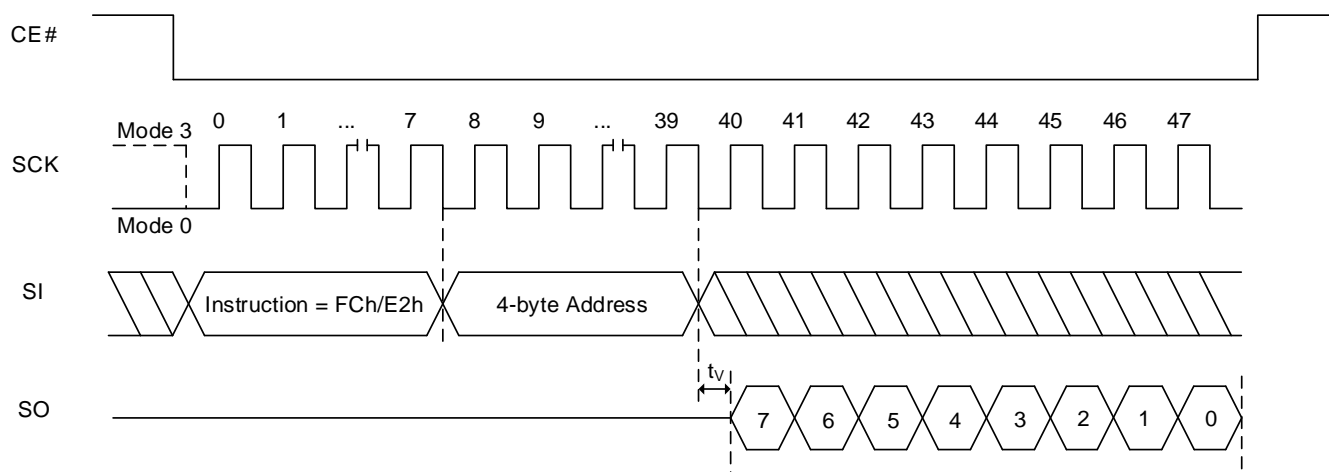 CE#
Mode 3 0 1 ... 7 8 9 ... 39 40 41 42 43 44 45 46 47
SCK
Mode 0
SI Instruction = FCh/E2h 4-byte Address
tV
SO 7 6 5 4 3 2 1 0